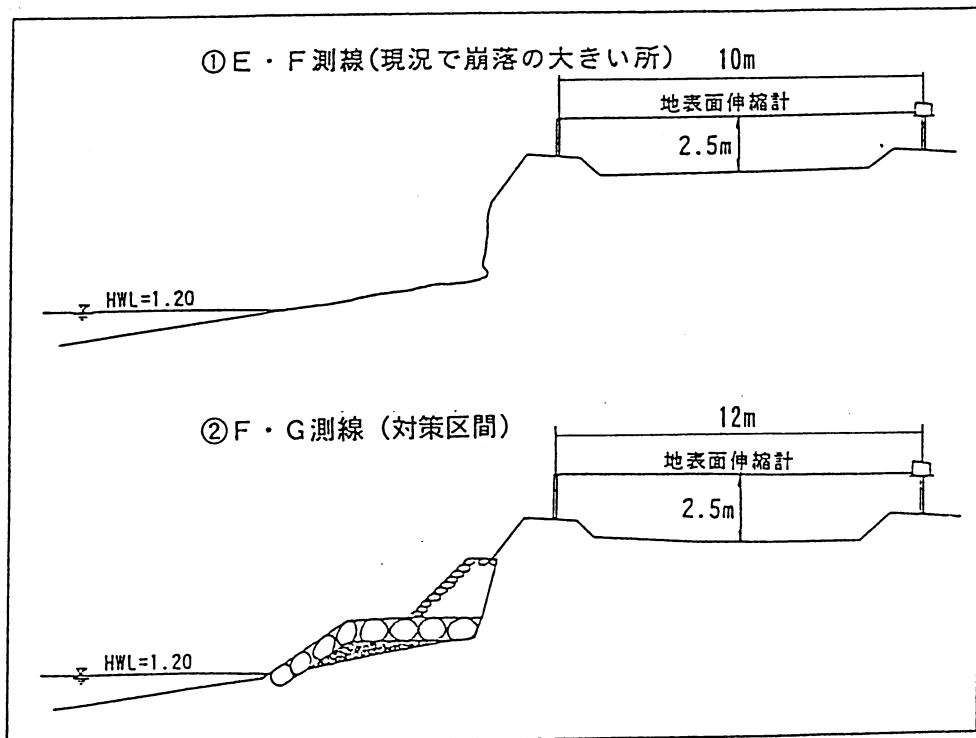 ①E・F測線(現況で崩落の大きい所)
10m
地表面伸縮計
2.5m
HWL=1.20
②F・G測線(対策区間)
12m
地表面伸縮計
2.5m
HWL=1.20